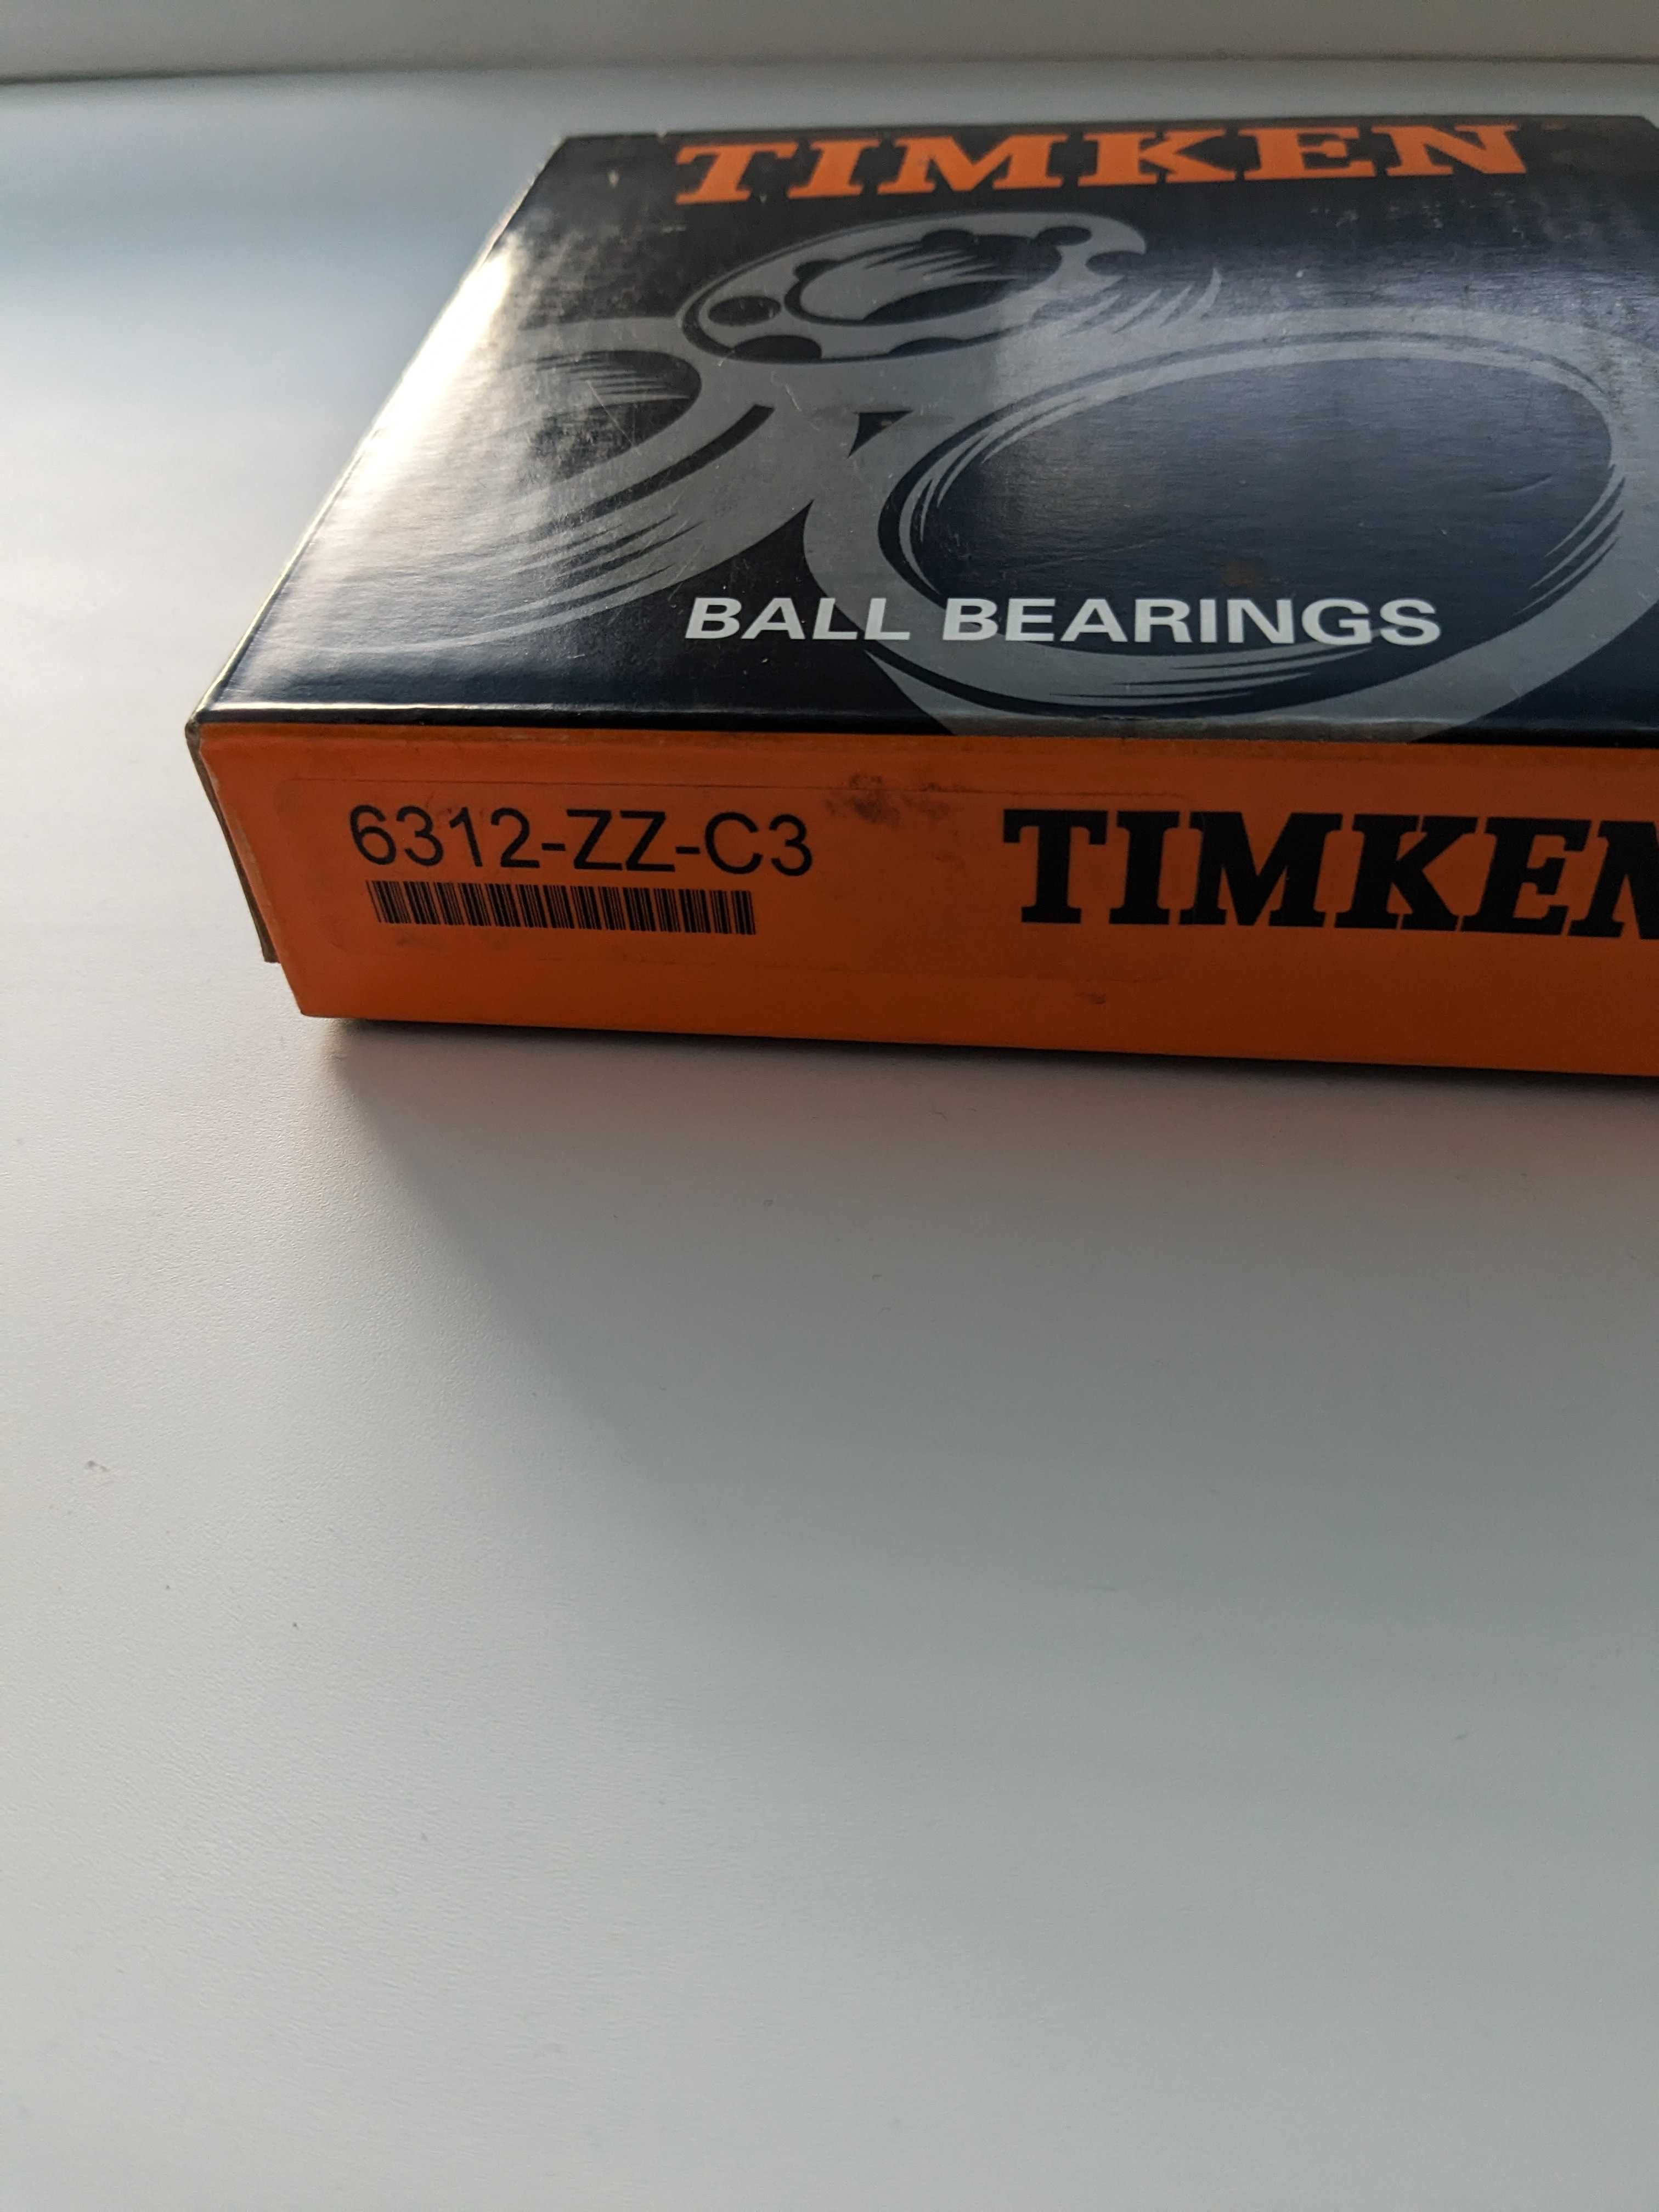 TIMKEN
BALL BEARINGS
6312-ZZ-C3
TIMKEN